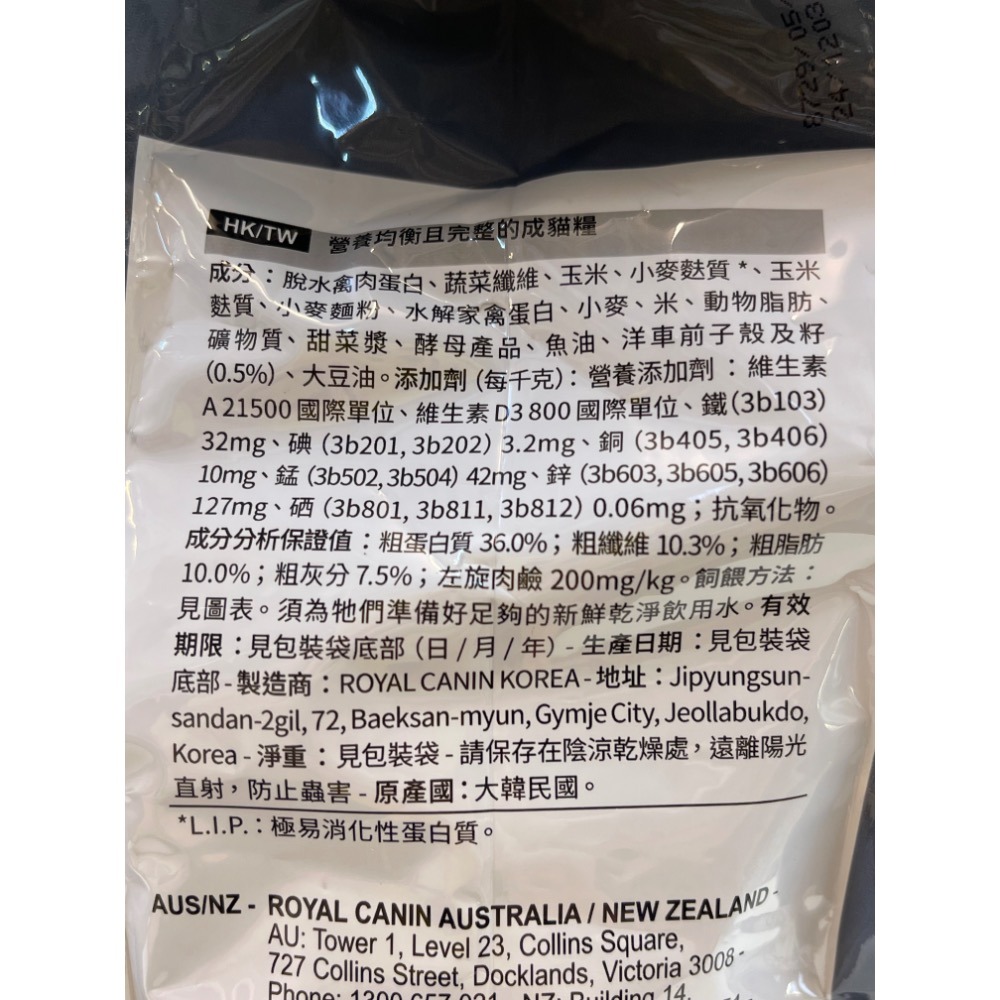 HK/TW 營養均衡且完整的成貓糧
成分：脫水禽肉蛋白、蔬菜纖維、玉米、小麥麩質 *、玉米
麩質、小麥麵粉、水解家禽蛋白、小麥、米、動物脂肪、
礦物質、甜菜漿、酵母產品、魚油、洋車前子殼及籽
(0.5%)、大豆油。添加劑 (每千克)：營養添加劑：維生素
A 21500 國際單位、維生素 D3 800 國際單位、鐵 (3b103)
32mg、碘 (3b201, 3b202) 3.2mg、銅 (3b405, 3b406)
10mg、錳 (3b502, 3b504) 42mg、鋅 (3b603, 3b605, 3b606)
127mg、硒 (3b801, 3b811, 3b812) 0.06mg；抗氧化物。
成分分析保證值：粗蛋白質 36.0%；粗纖維 10.3%；粗脂肪
10.0%；粗灰分 7.5%；左旋肉鹼 200mg/kg。飼餵方法：
見圖表。須為牠們準備好足夠的新鮮乾淨飲用水。有效
期限：見包裝袋底部 (日 / 月 / 年) - 生產日期：見包裝袋
底部 - 製造商：ROYAL CANIN KOREA - 地址：Jipyungsun-
sandan-2gil, 72, Baeksan-myun, Gymje City, Jeollabukdo,
Korea - 淨重：見包裝袋 - 請保存在陰涼乾燥處，遠離陽光
直射，防止蟲害 - 原產國：大韓民國。
*L.I.P.：極易消化性蛋白質。
AUS/NZ - ROYAL CANIN AUSTRALIA / NEW ZEALAND -
AU: Tower 1, Level 23, Collins Square,
727 Collins Street, Docklands, Victoria 3008 -
Phone: 1300 657 021 - NZ: Building 14,